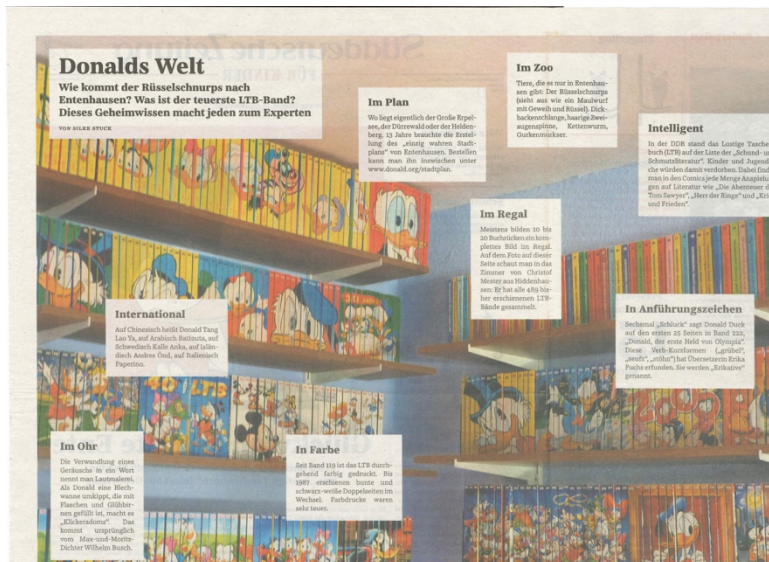 Donalds Welt
Wie kommt der Rüsselschnurps nach
Entenhausen? Was ist der teuerste LTB-Band?
Dieses Geheimwissen macht jeden zum Experten
VON SILKE STUCK
Im Plan
Wo liegt eigentlich der Große Erpel-
see, der Dürrewald oder der Helden-
berg. 13 Jahre brauchte die Erstel-
lung des „einzig wahren Stadt-
plans“ von Entenhausen. Bestellen
kann man ihn inzwischen unter
www.donald.org/stadtplan.
Im Zoo
Tiere, die es nur in Entenhau-
sen gibt: Der Rüsselschnurps
(sieht aus wie ein Maulwurf
mit Geweih und Rüssel). Dick-
backentschlange, haarige Zwei-
augenspinne, Kettenwurm,
Gurkenmurkser.
Intelligent
In der DDR stand das Lustige Tasche
buch (LTB) auf der Liste der „Schund- un
Schmutzliteratur“. Kinder und Jugend
che würden damit verdorben. Dabei find
man in den Comics jede Menge Anspielu
gen auf Literatur wie „Die Abenteuer d
Tom Sawyer“, „Herr der Ringe“ und „Krie
und Frieden“.
Im Regal
Meistens bilden 10 bis
20 Buchrücken ein kom-
plettes Bild im Regal.
Auf dem Foto auf dieser
Seite schaut man in das
Zimmer von Christof
Mester aus Hiddenhau-
sen: Er hat alle 489 bis-
her erschienenen LTB-
Bände gesammelt.
International
Auf Chinesisch heißt Donald Tang
Lao Ya, auf Arabisch Battouta, auf
Schwedisch Kalle Anka, auf islän-
disch Andrés Önd, auf Italienisch
Paperino.
In Anführungszeichen
Sechsmal „Schluck“ sagt Donald Duck
auf den ersten 25 Seiten in Band 222,
„Donald, der erste Held von Olympia“.
Diese Verb-Kurzformen („grübel“,
„seufz“, „stöhn“) hat Übersetzerin Erika
Fuchs erfunden. Sie werden „Erikative“
genannt.
Im Ohr
Die Verwandlung eines
Geräuschs in ein Wort
nennt man Lautmalerei.
Als Donald eine Blech-
wanne umkippt, die mit
Flaschen und Glühbir-
nen gefüllt ist, macht es
„Klickeradoms“. Das
kommt ursprünglich
vom Max-und-Moritz-
Dichter Wilhelm Busch.
In Farbe
Seit Band 119 ist das LTB durch-
gehend farbig gedruckt. Bis
1987 erschienen bunte und
schwarz-weiße Doppelseiten im
Wechsel. Farbdrucke waren
sehr teuer.